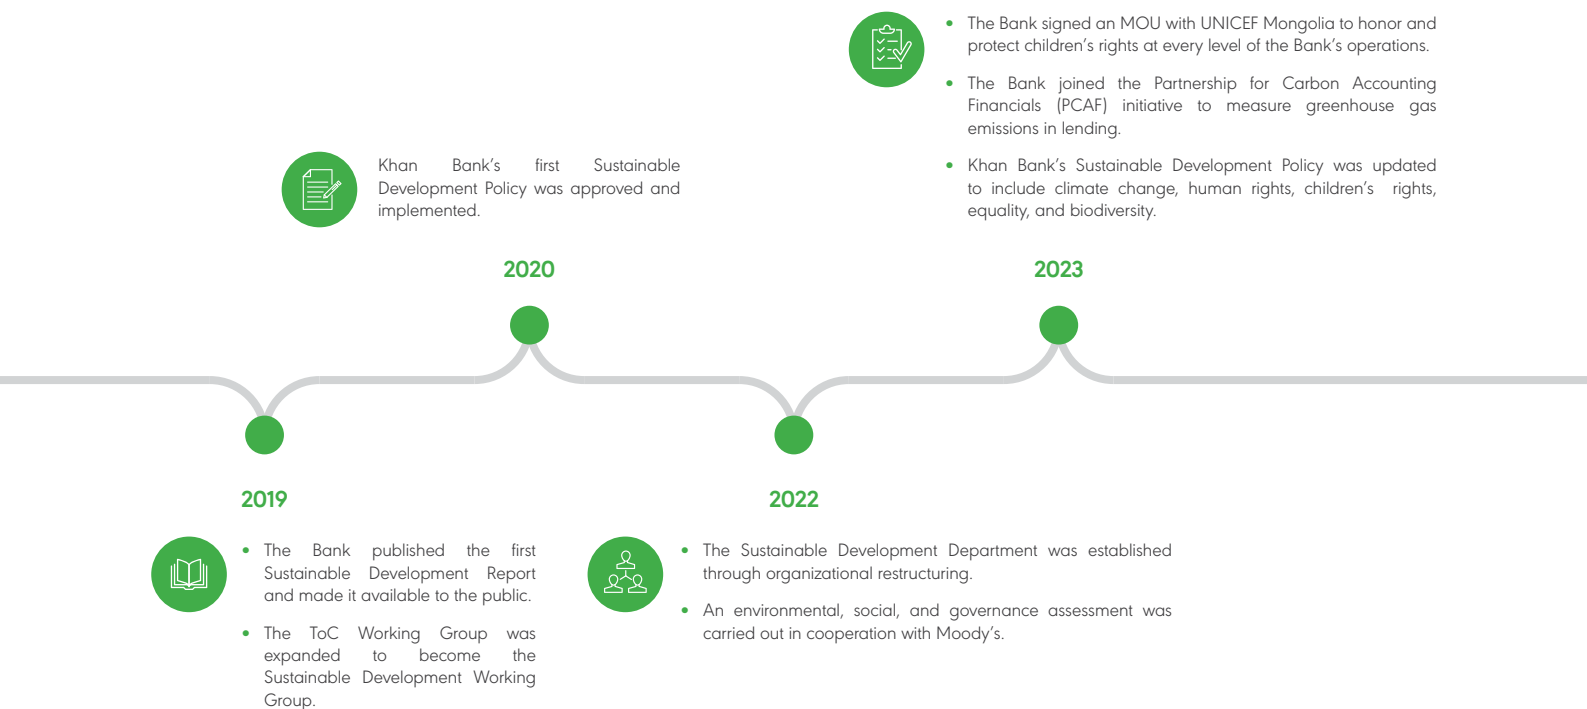 The Bank signed an MOU with UNICEF Mongolia to honor and
protect children's rights at every level of the Bank's operations.
The Bank joined the Partnership for Carbon Accounting
Financials (PCAF) initiative to measure greenhouse gas
emissions in lending.
Khan Bank's Sustainable Development Policy was updated
to include climate change, human rights, children's rights,
equality, and biodiversity.
2023
Khan Bank's first Sustainable
Development Policy was approved and
implemented.
2020
2019
The Bank published the first
Sustainable Development Report
and made it available to the public.
The ToC Working Group was
expanded to become the
Sustainable Development Working
Group.
2022
The Sustainable Development Department was established
through organizational restructuring.
An environmental, social, and governance assessment was
carried out in cooperation with Moody's.